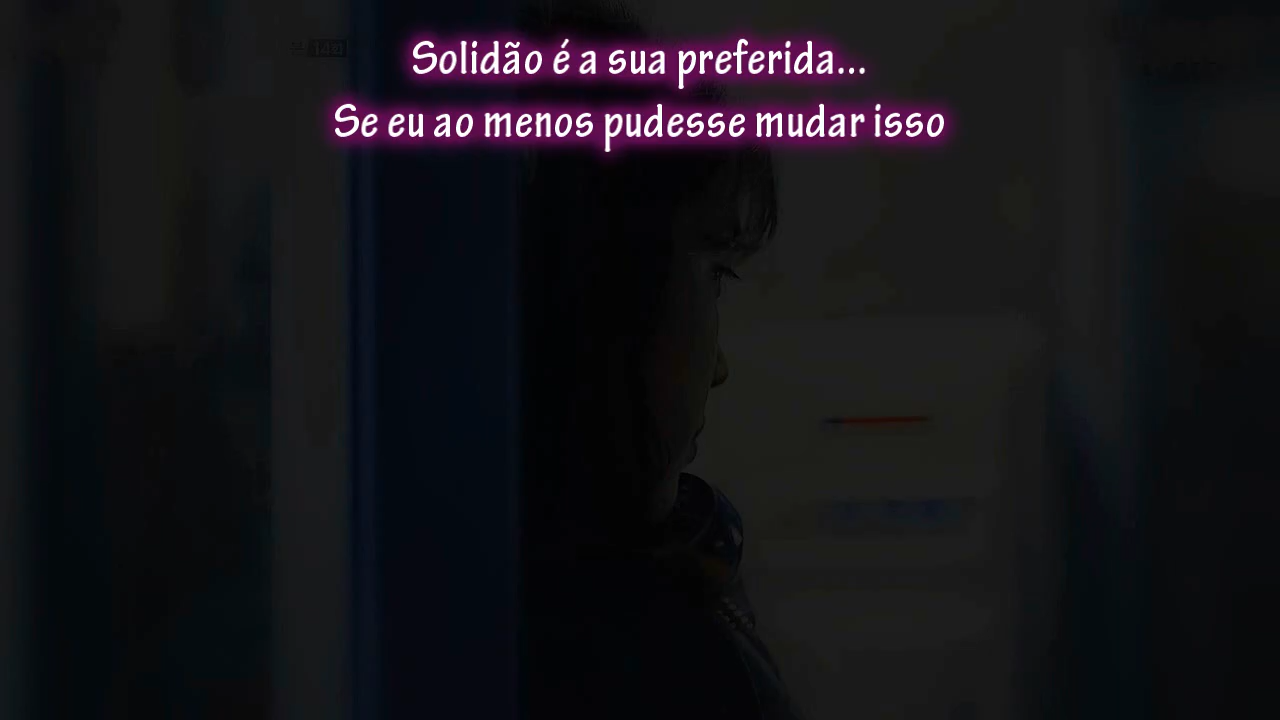 Solidão é a sua preferida...
Se eu ao menos pudesse mudar isso